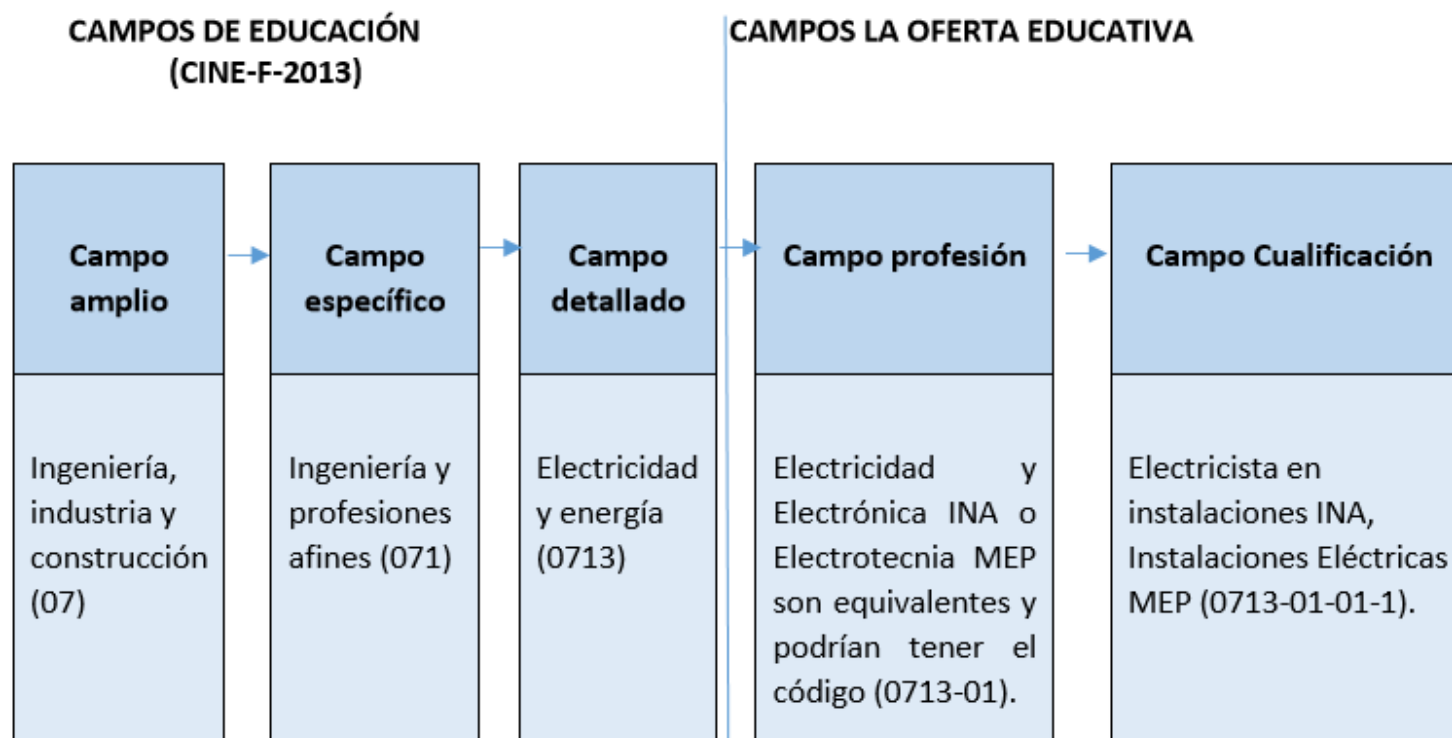 CAMPOS DE EDUCACIÓN
(CINE-F-2013)
CAMPOS LA OFERTA EDUCATIVA
Campo
amplio
Campo
específico
Campo
detallado
Campo profesión
Campo Cualificación
Ingeniería,
industria y
construcción
(07)
Ingeniería y
profesiones
afines (071)
Electricidad
y energía
(0713)
Electricidad y
Electrónica INA o
Electrotecnia MEP
son equivalentes y
podrían tener el
código (0713-01).
Electricista en
instalaciones INA,
Instalaciones Eléctricas
MEP (0713-01-01-1).